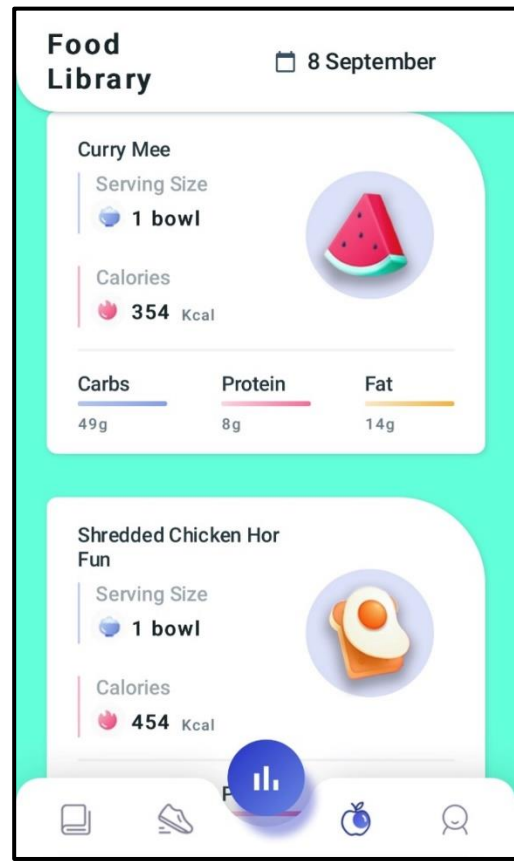 Food
Library
8 September
Curry Mee
Serving Size
1 bowl
Calories
354 Kcal
Carbs Protein Fat
49g 8g 14g
Shredded Chicken Hor
Fun
Serving Size
1 bowl
Calories
454 Kcal